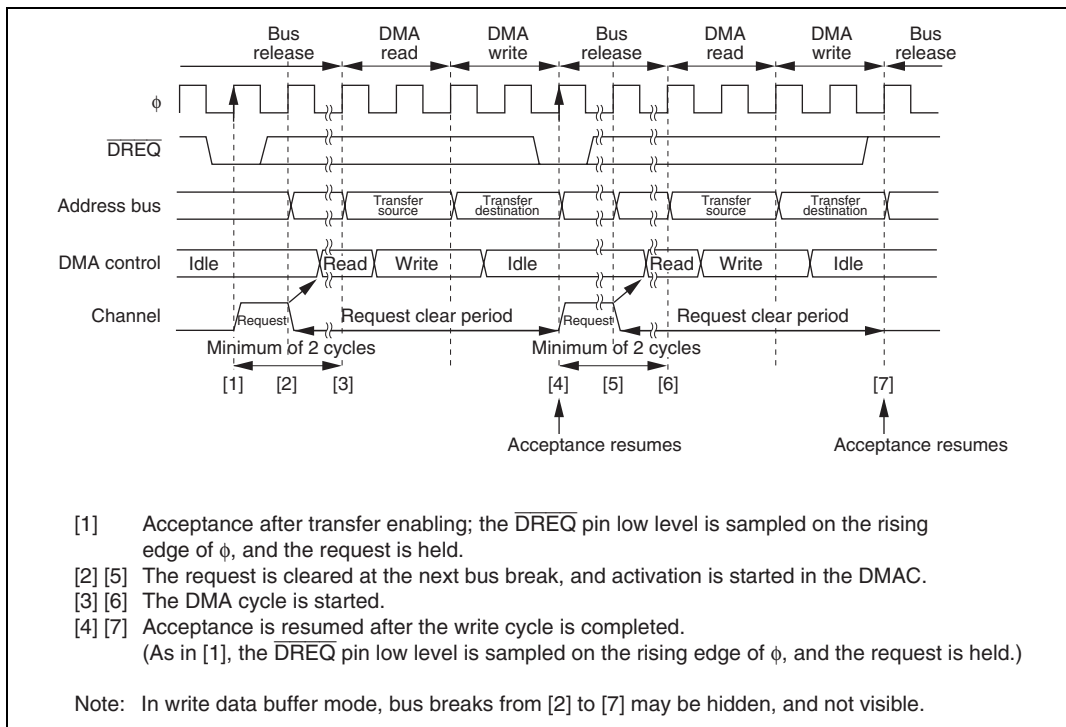 Bus release DMA read DMA write Bus release DMA read DMA write Bus release
φ
DREQ
Address bus Transfer source Transfer destination Transfer source Transfer destination
DMA control Idle Read Write Idle Read Write Idle
Channel Request Request clear period Request Request clear period
Minimum of 2 cycles Minimum of 2 cycles
[1] [2] [3] [4] [5] [6] [7]
Acceptance resumes Acceptance resumes
[1] Acceptance after transfer enabling; the DREQ pin low level is sampled on the rising
edge of φ, and the request is held.
[2] [5] The request is cleared at the next bus break, and activation is started in the DMAC.
[3] [6] The DMA cycle is started.
[4] [7] Acceptance is resumed after the write cycle is completed.
(As in [1], the DREQ pin low level is sampled on the rising edge of φ, and the request is held.)
Note: In write data buffer mode, bus breaks from [2] to [7] may be hidden, and not visible.